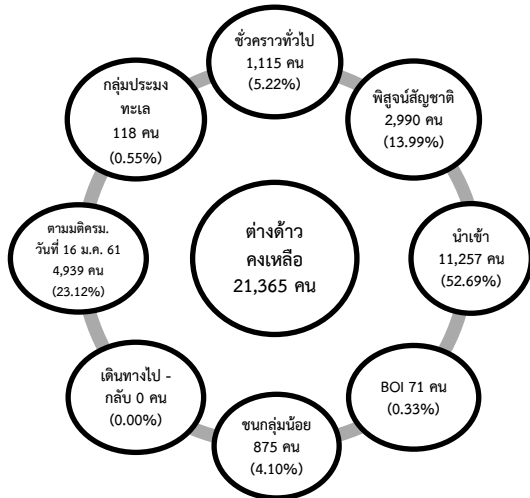 ชั่วคราวทั่วไป
1,115 คน
(5.22%)
พิสูจน์สัญชาติ
2,990 คน
(13.99%)
นำเข้า
11,257 คน
(52.69%)
BOI 71 คน
(0.33%)
ชนกลุ่มน้อย
875 คน
(4.10%)
เดินทางไป -
กลับ 0 คน
(0.00%)
ตามมติครม.
วันที่ 16 ม.ค. 61
4,939 คน
(23.12%)
กลุ่มประมง
ทะเล
118 คน
(0.55%)
ต่างด้าว
คงเหลือ
21,365 คน